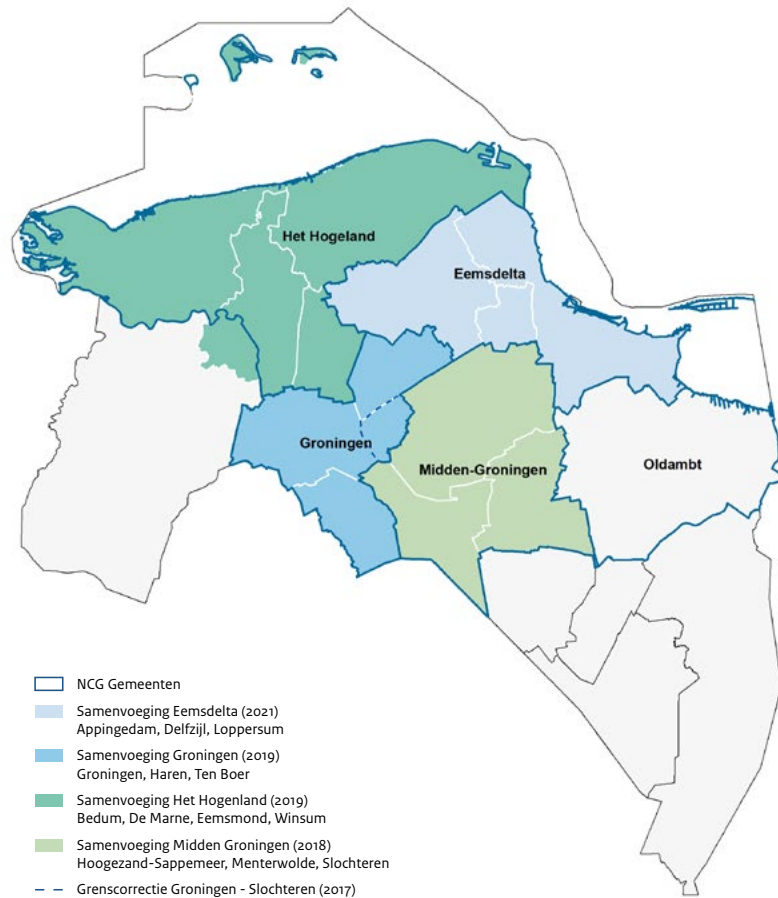 Het Hogeland
Eemsdelta
Groningen
Midden-Groningen
Oldambt
NCG Gemeenten
Samenvoeging Eemsdelta (2021)
Appingedam, Delfzijl, Loppersum
Samenvoeging Groningen (2019)
Groningen, Haren, Ten Boer
Samenvoeging Het Hogenland (2019)
Bedum, De Marne, Eemsmond, Winsum
Samenvoeging Midden Groningen (2018)
Hoogezand-Sappemeer, Menterwolde, Slochteren
Grenscorrectie Groningen - Slochteren (2017)